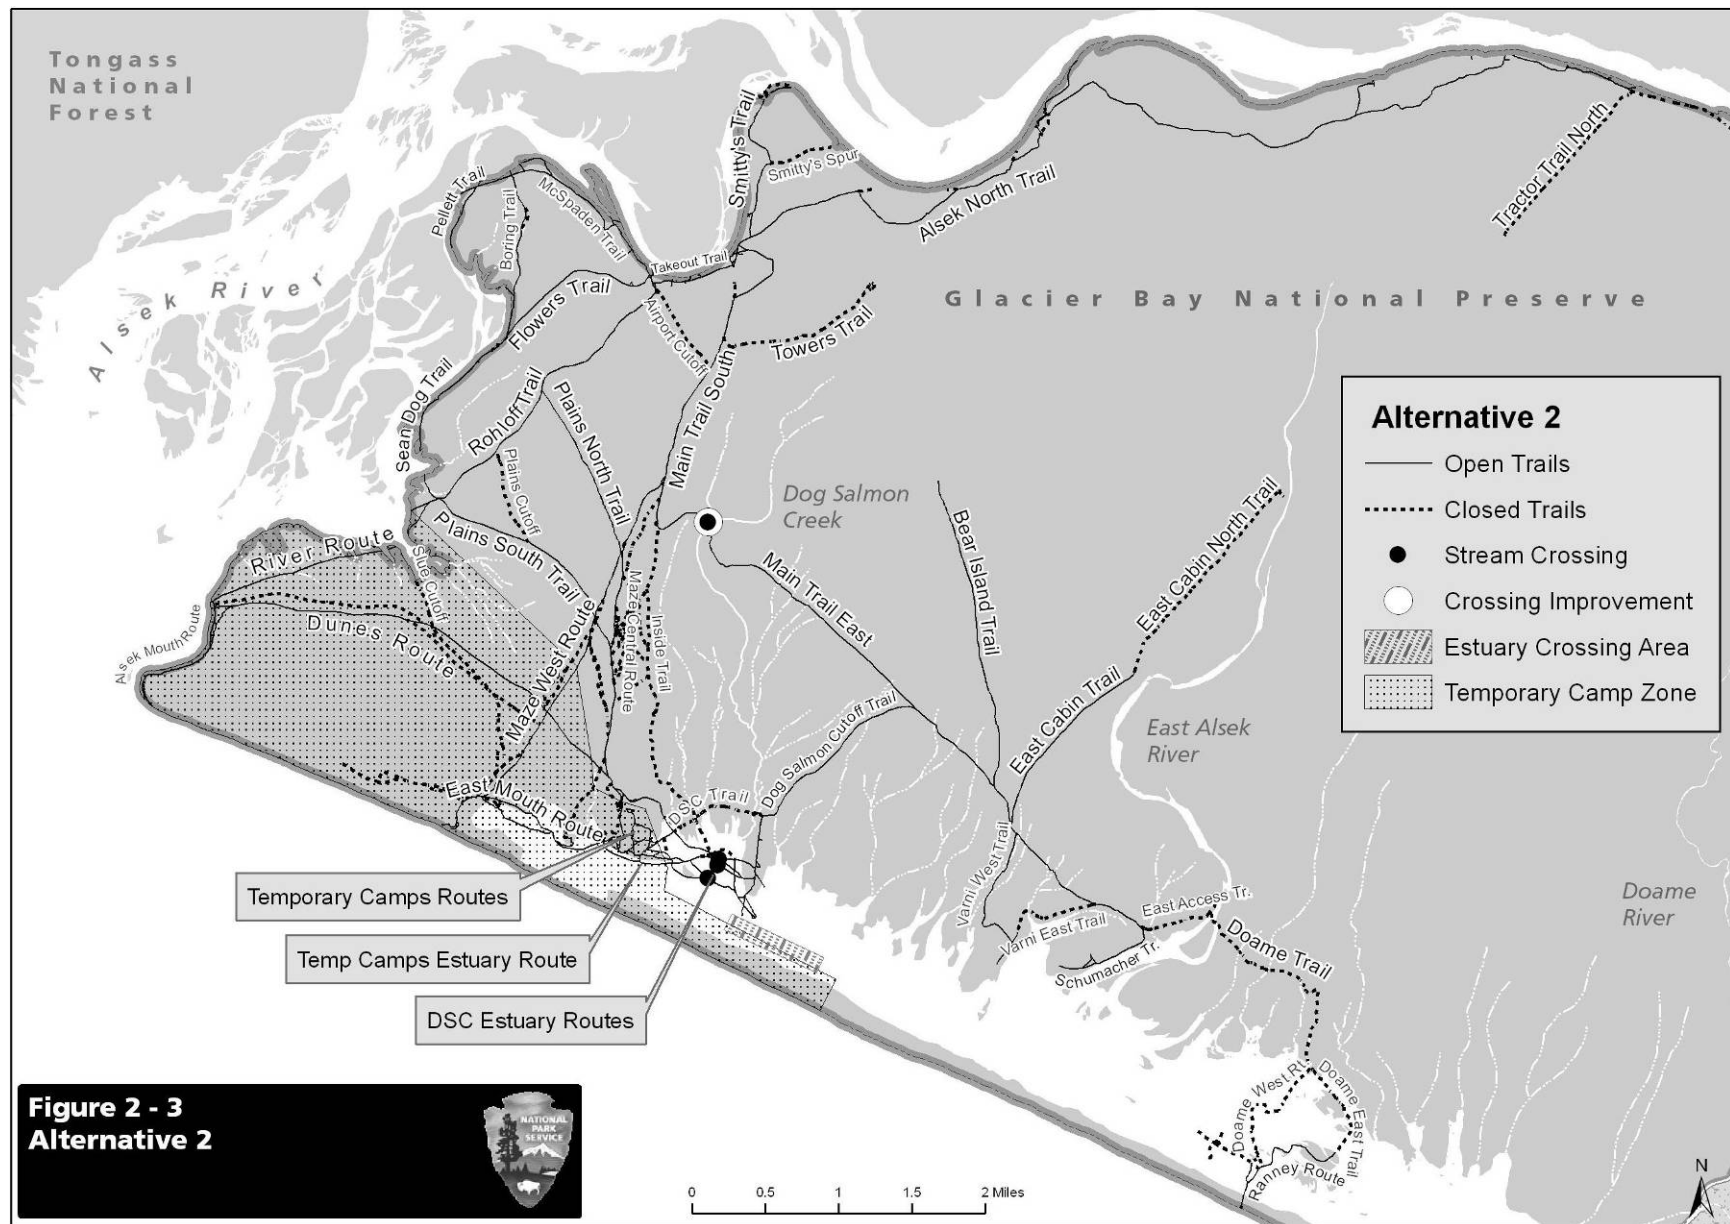 Tongass
National
Forest
Alsek River
Glacier Bay National Preserve
Pellett Trail
Boring Trail
McSpaden Trail
Smitty's Trail
Smitty's Spur
Takeout Trail
Alsek North Trail
Tractor Trail North
Flowers Trail
Airport Cutoff
Towers Trail
Sean Dog Trail
Rohloff Trail
Plains North Trail
Main Trail South
Plains Cutoff
Plains South Trail
Dog Salmon
Creek
River Route
Slue Cutoff
Alsek Mouth Route
Dunes Route
Maze West Route
Maze Central Route
Inside Trail
Main Trail East
Bear Island Trail
East Cabin North Trail
East Cabin Trail
East Alsek
River
Dog Salmon Cutoff Trail
DSC Trail
East Mouth Route
Varni West Trail
Varni East Trail
East Access Tr.
Schumacher Tr.
Doame Trail
Doame
River
Doame West Rt.
Doame East Trail
Ranney Route
Alternative 2
Open Trails
Closed Trails
Stream Crossing
Crossing Improvement
Estuary Crossing Area
Temporary Camp Zone
Temporary Camps Routes
Temp Camps Estuary Route
DSC Estuary Routes
Figure 2 - 3
Alternative 2
NATIONAL
PARK
SERVICE
0 0.5 1 1.5 2 Miles
N